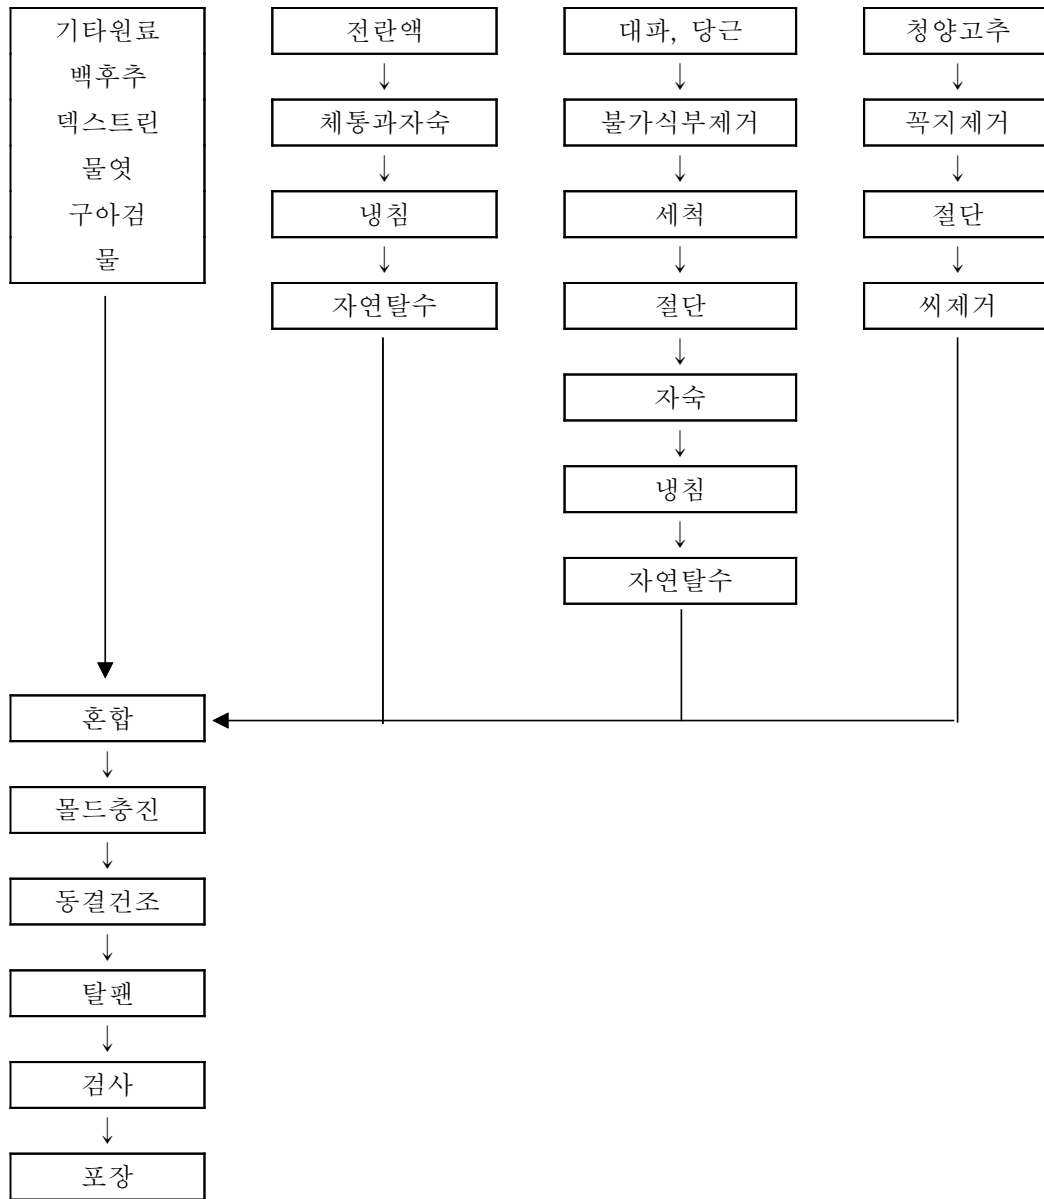 기타원료
백후추
덱스트린
물엿
구아검
물
전란액
↓
체통과자숙
↓
냉침
↓
자연탈수
대파, 당근
↓
불가식부제거
↓
세척
↓
절단
↓
자숙
↓
냉침
↓
자연탈수
청양고추
↓
꼭지제거
↓
절단
↓
씨제거
혼합
↓
몰드충진
↓
동결건조
↓
탈팬
↓
검사
↓
포장